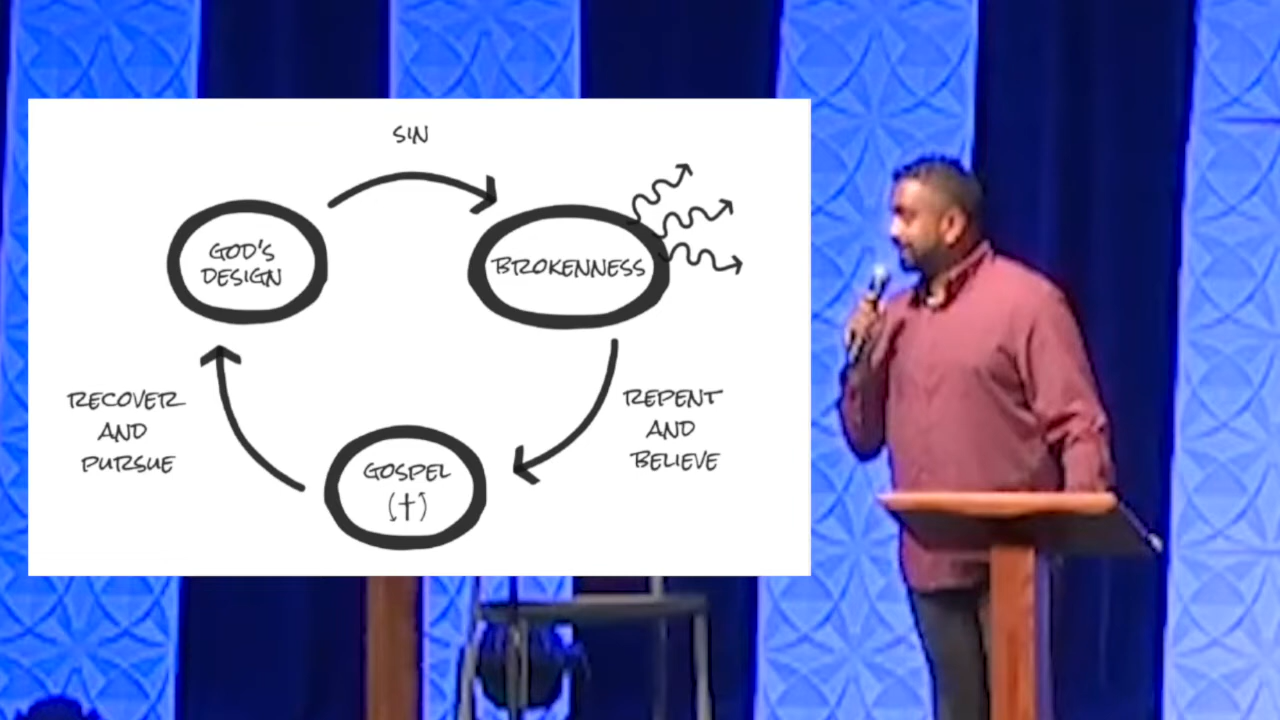 SIN
GOD'S
DESIGN
BROKENNESS
RECOVER
AND
PURSUE
REPENT
AND
BELIEVE
GOSPEL
(†)